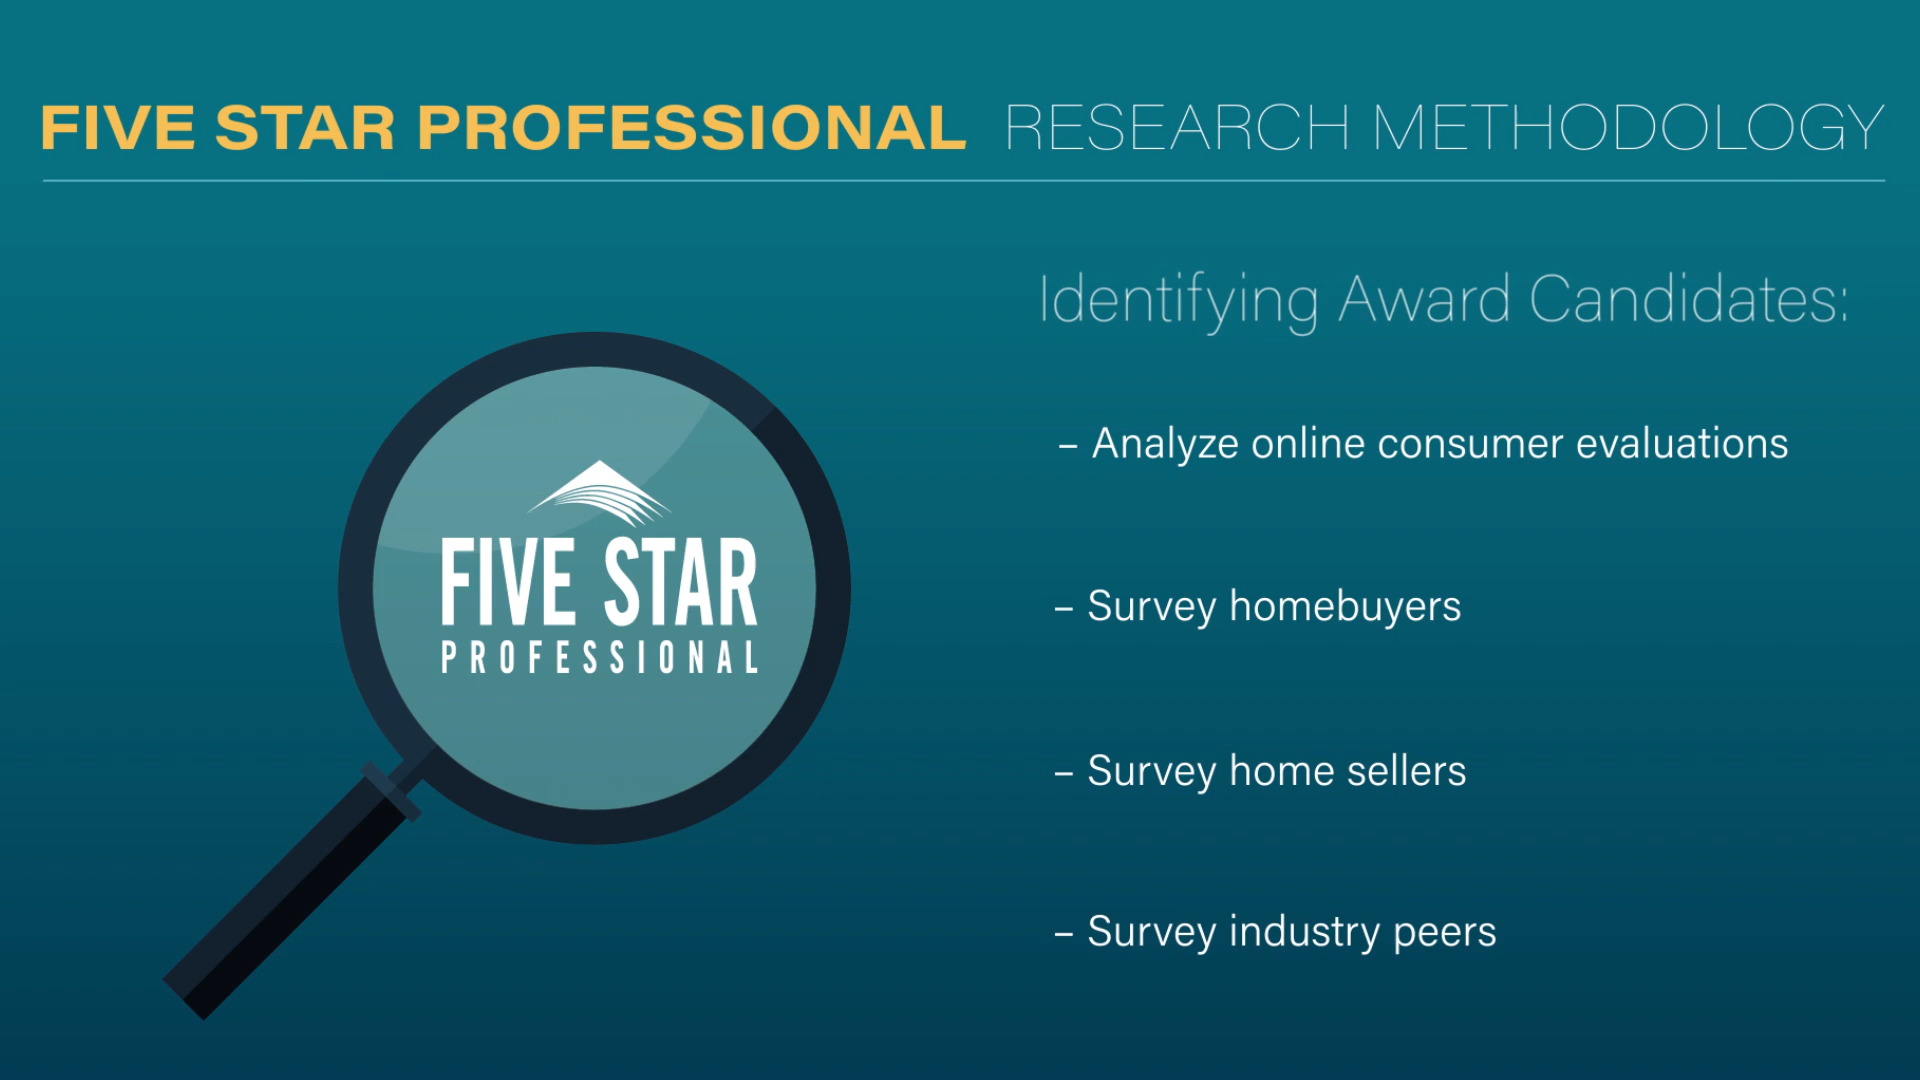 FIVE STAR PROFESSIONAL RESEARCH METHODOLOGY
FIVE STAR
PROFESSIONAL
Identifying Award Candidates:
– Analyze online consumer evaluations
– Survey homebuyers
– Survey home sellers
– Survey industry peers